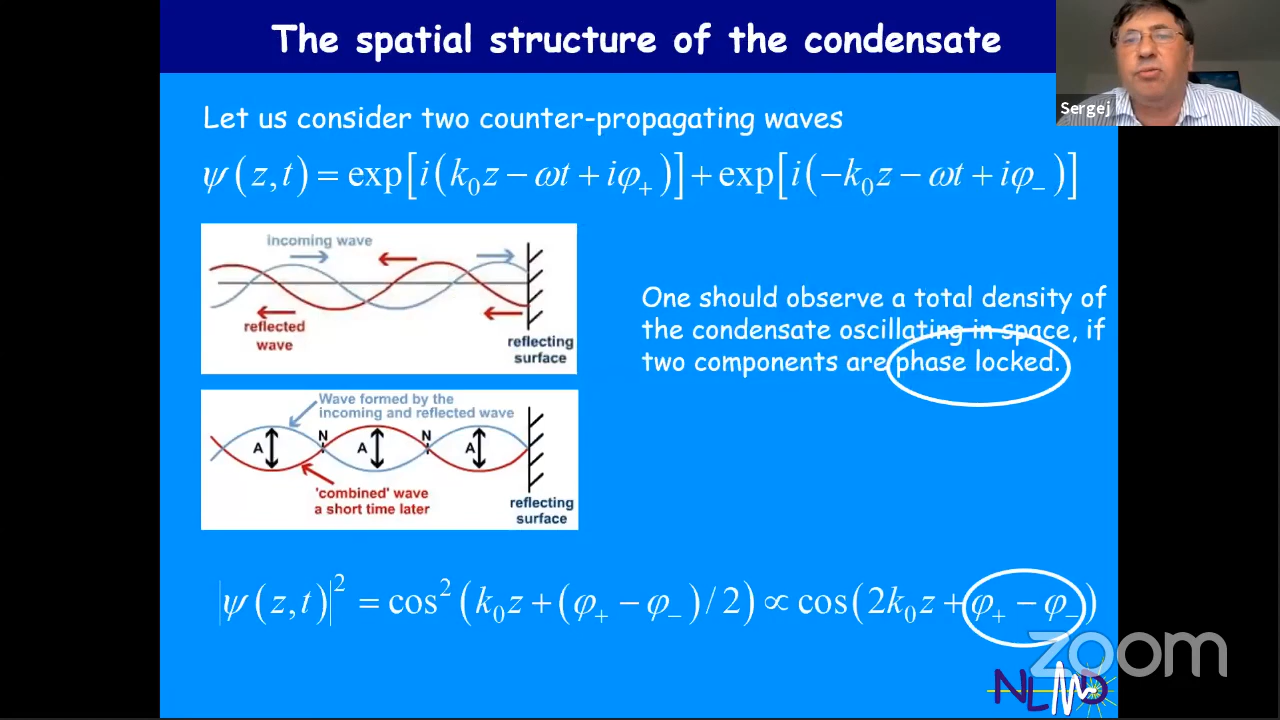 The spatial structure of the condensate
Sergej
Let us consider two counter-propagating waves
ψ(z,t) = exp[i(k₀z − ωt + iφ₊)] + exp[i(−k₀z − ωt + iφ₋)]
incoming wave
reflected
wave
reflecting
surface
One should observe a total density of
the condensate oscillating in space, if
two components are phase locked.
Wave formed by the
incoming and reflected wave
N
N
A
A
A
'combined' wave
a short time later
reflecting
surface
|ψ(z,t)|² = cos²(k₀z + (φ₊ − φ₋)/2) ∝ cos(2k₀z + φ₊ − φ₋)
zoom
NLMD